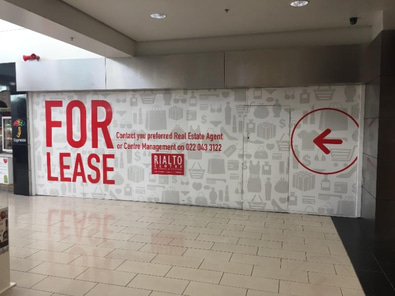 FOR
LEASE
Contact you preferred Real Estate Agent
or Centre Management on 022 043 3122
RIALTO
CENTRE